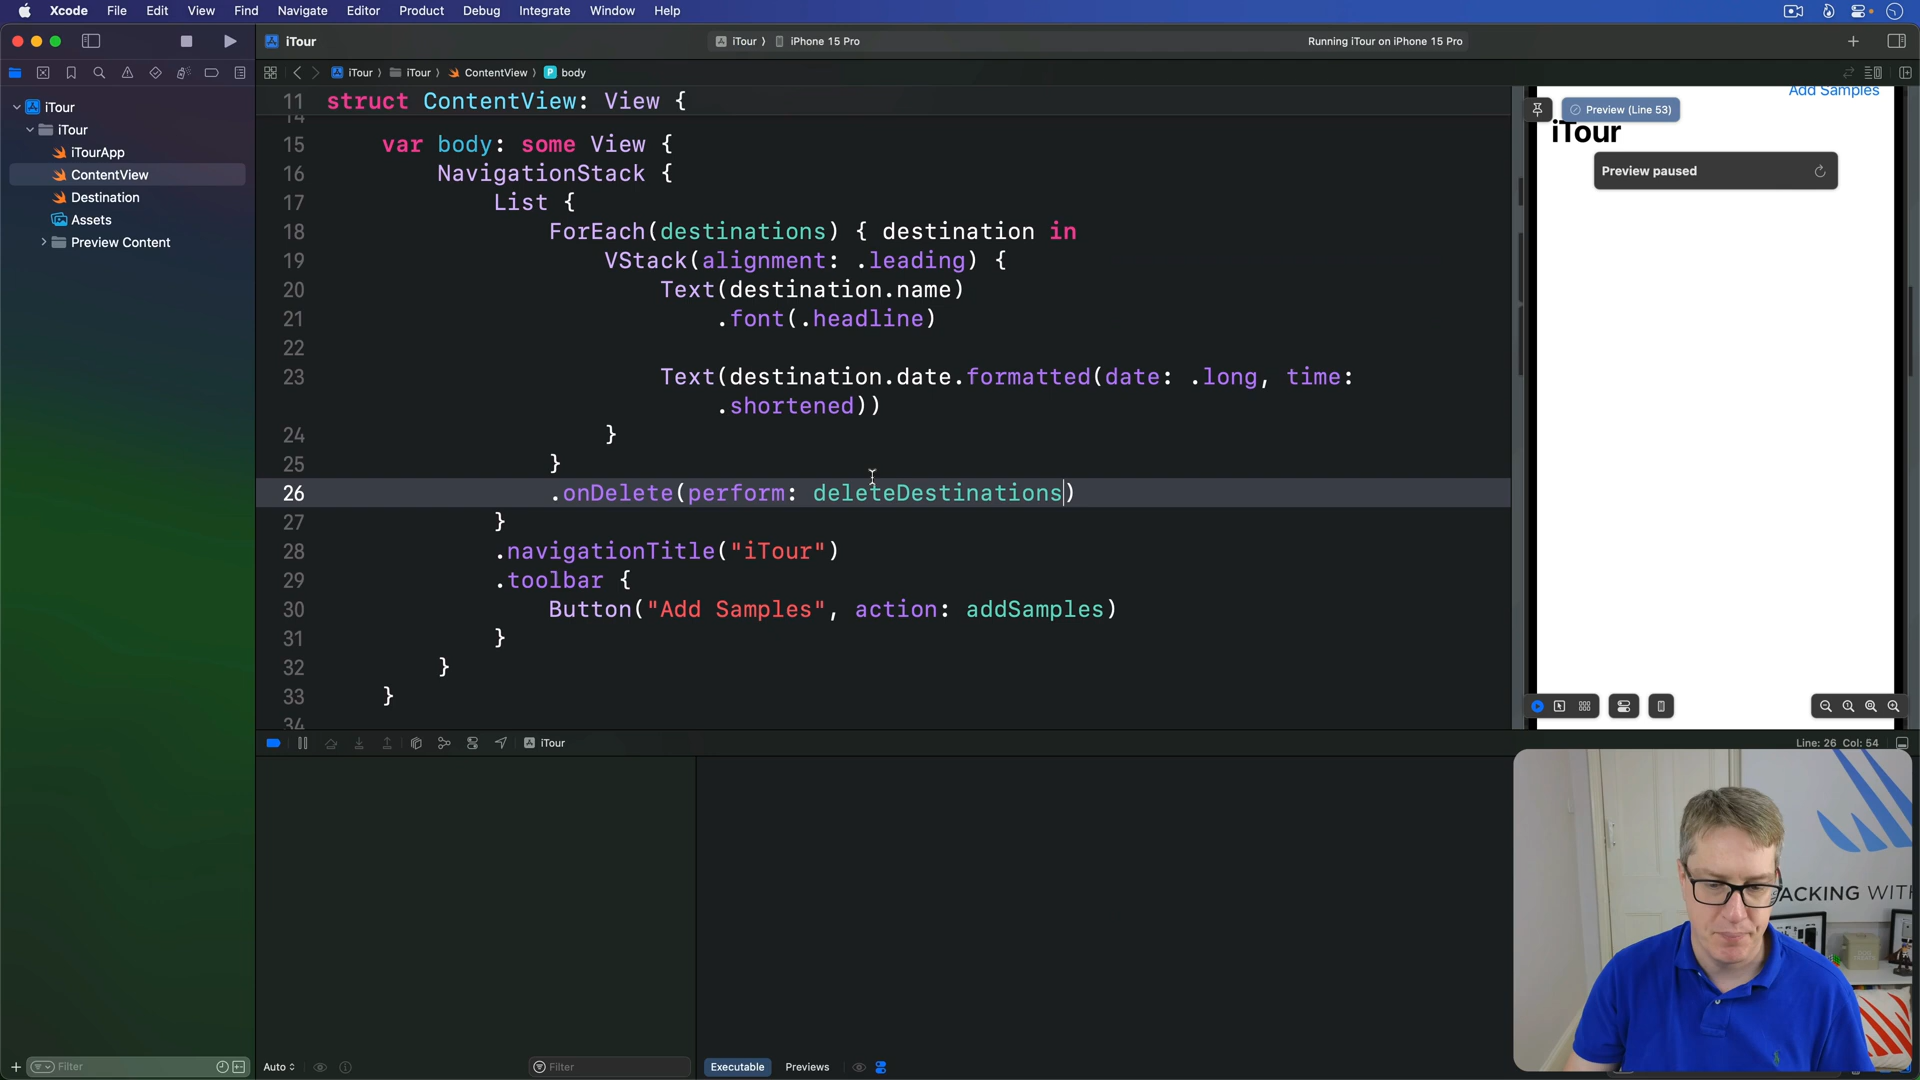 Xcode File Edit View Find Navigate Editor Product Debug Integrate Window Help
iTour
iTour iPhone 15 Pro
Running iTour on iPhone 15 Pro
iTour iTour ContentView body
iTour
iTour
iTourApp
ContentView
Destination
Assets
Preview Content
11 struct ContentView: View {
14
15 var body: some View {
16 NavigationStack {
17 List {
18 ForEach(destinations) { destination in
19 VStack(alignment: .leading) {
20 Text(destination.name)
21 .font(.headline)
22
23 Text(destination.date.formatted(date: .long, time:
.shortened))
24 }
25 }
26 .onDelete(perform: deleteDestinations)
27 }
28 .navigationTitle("iTour")
29 .toolbar {
30 Button("Add Samples", action: addSamples)
31 }
32 }
33 }
34
Add Samples
Preview (Line 53)
iTour
Preview paused
iTour
Line: 26 Col: 54
ACKING WITH
Filter
Auto
Filter
Executable Previews